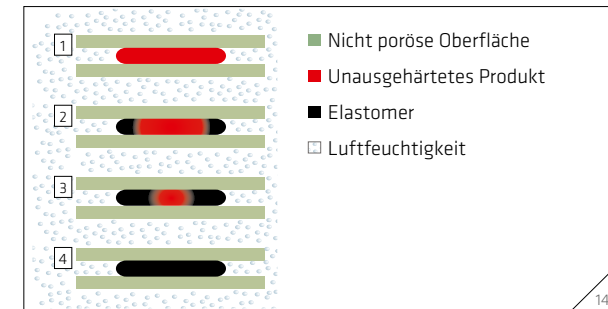 1
2
3
4
Nicht poröse Oberfläche
Unausgehärtetes Produkt
Elastomer
Luftfeuchtigkeit
14